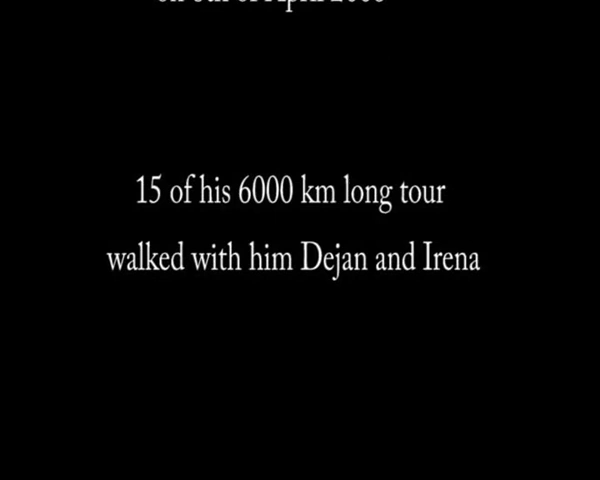 15 of his 6000 km long tour
walked with him Dejan and Irena